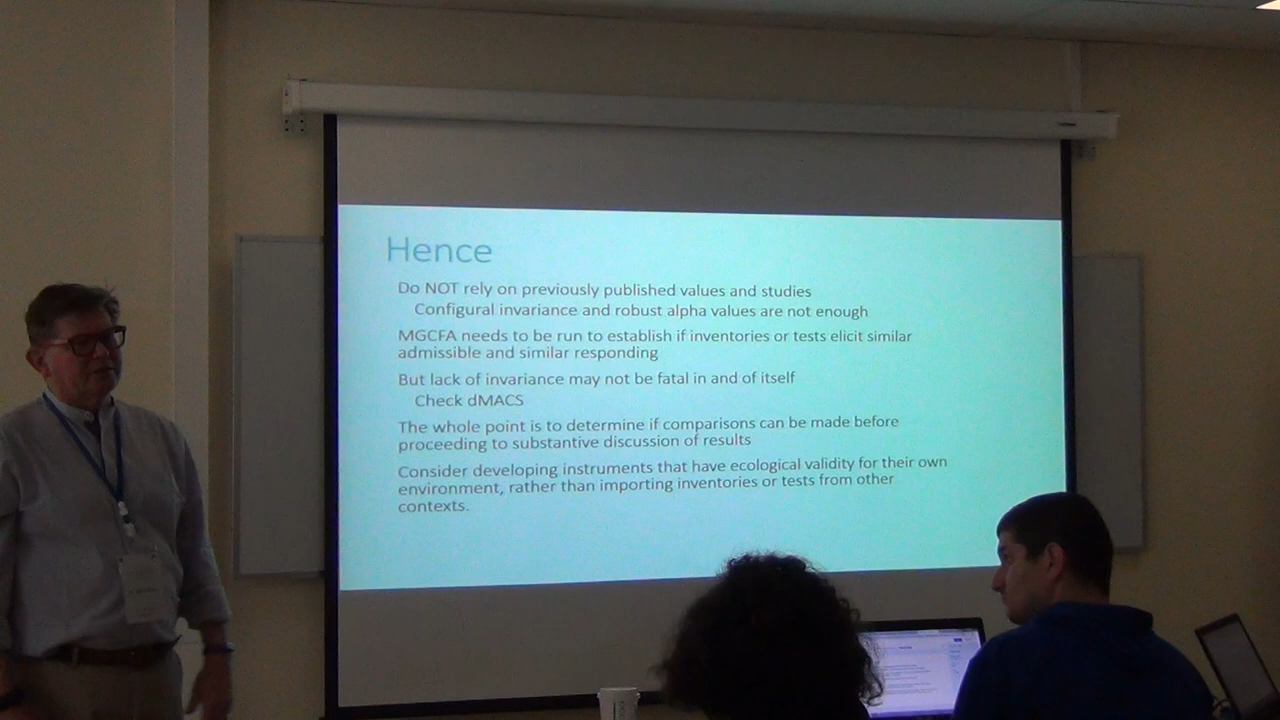 Hence
Do NOT rely on previously published values and studies
Configural invariance and robust alpha values are not enough
MGCFA needs to be run to establish if inventories or tests elicit similar
admissible and similar responding
But lack of invariance may not be fatal in and of itself
Check dMACS
The whole point is to determine if comparisons can be made before
proceeding to substantive discussion of results
Consider developing instruments that have ecological validity for their own
environment, rather than importing inventories or tests from other
contexts.